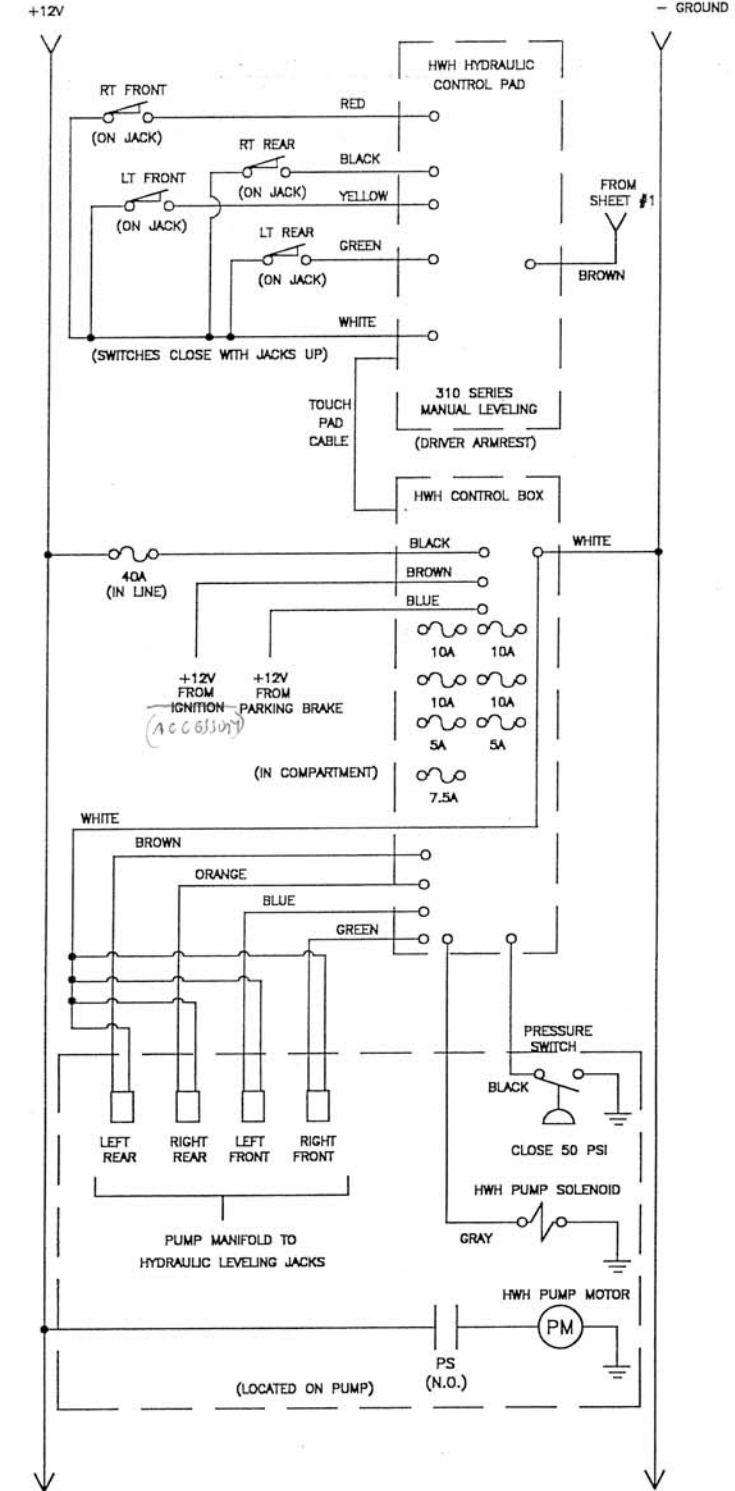 +12V
- GROUND
HWH HYDRAULIC
CONTROL PAD
RT FRONT
(ON JACK)
RED
RT REAR
(ON JACK)
BLACK
LT FRONT
(ON JACK)
YELLOW
LT REAR
(ON JACK)
GREEN
FROM
SHEET #1
BROWN
WHITE
(SWITCHES CLOSE WITH JACKS UP)
310 SERIES
MANUAL LEVELING
(DRIVER ARMREST)
TOUCH
PAD
CABLE
HWH CONTROL BOX
40A
(IN LINE)
BLACK
WHITE
BROWN
BLUE
+12V
FROM
IGNITION
(ACCESSORY)
+12V
FROM
PARKING BRAKE
10A 10A
10A 10A
5A 5A
7.5A
(IN COMPARTMENT)
WHITE
BROWN
ORANGE
BLUE
GREEN
PRESSURE
SWITCH
BLACK
CLOSE 50 PSI
LEFT
REAR
RIGHT
REAR
LEFT
FRONT
RIGHT
FRONT
PUMP MANIFOLD TO
HYDRAULIC LEVELING JACKS
HWH PUMP SOLENOID
GRAY
HWH PUMP MOTOR
PM
PS
(N.O.)
(LOCATED ON PUMP)